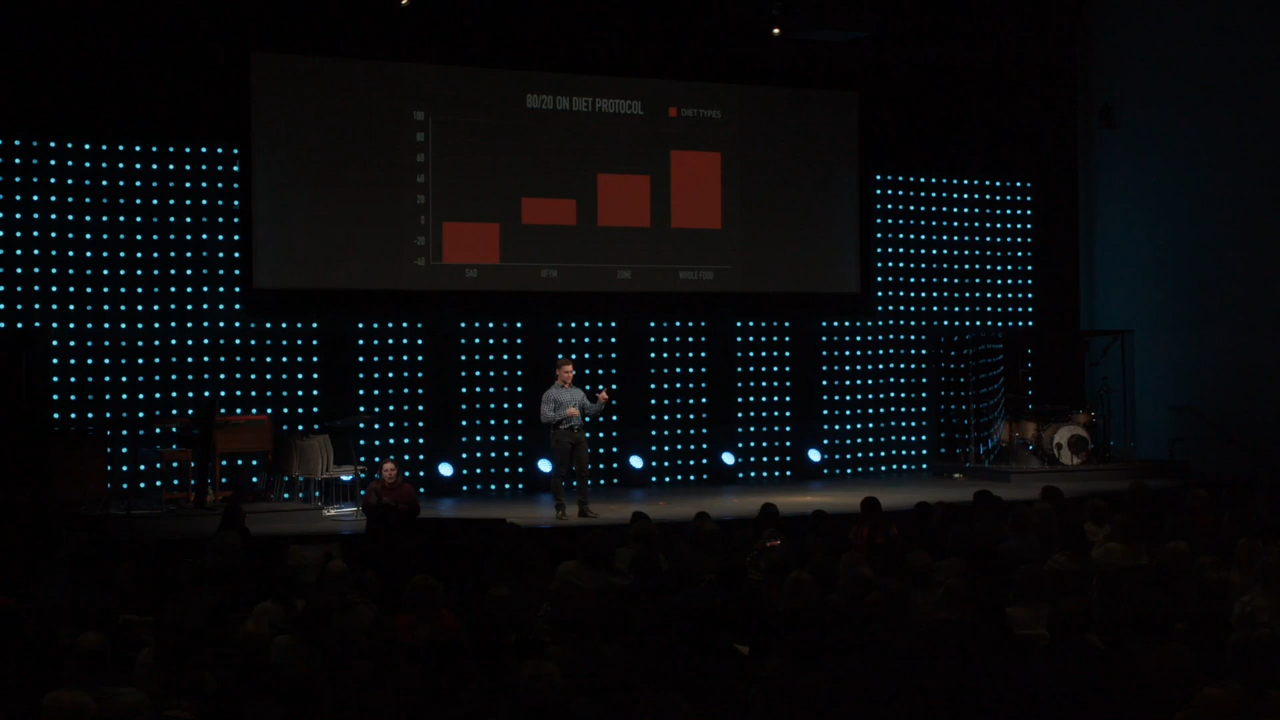 80/20 ON DIET PROTOCOL
DIET TYPES
100
80
60
40
20
0
-20
-40
SAD
IIFYM
ZONE
WHOLE FOOD